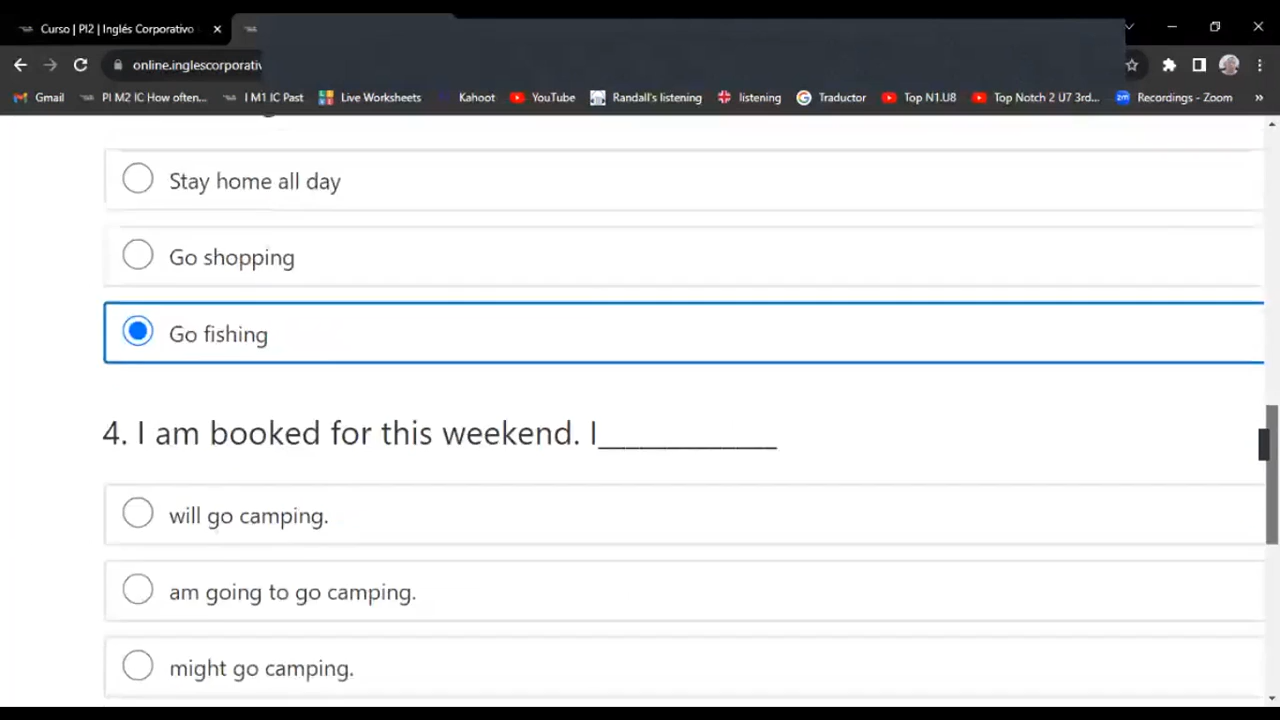 Curso | PI2 | Inglés Corporativo
online.inglescorporativ
Gmail PI M2 IC How often... I M1 IC Past Live Worksheets Kahoot YouTube Randall's listening listening Traductor Top N1.U8 Top Notch 2 U7 3rd... Recordings - Zoom »
Stay home all day
Go shopping
Go fishing
4. I am booked for this weekend. I____________
will go camping.
am going to go camping.
might go camping.